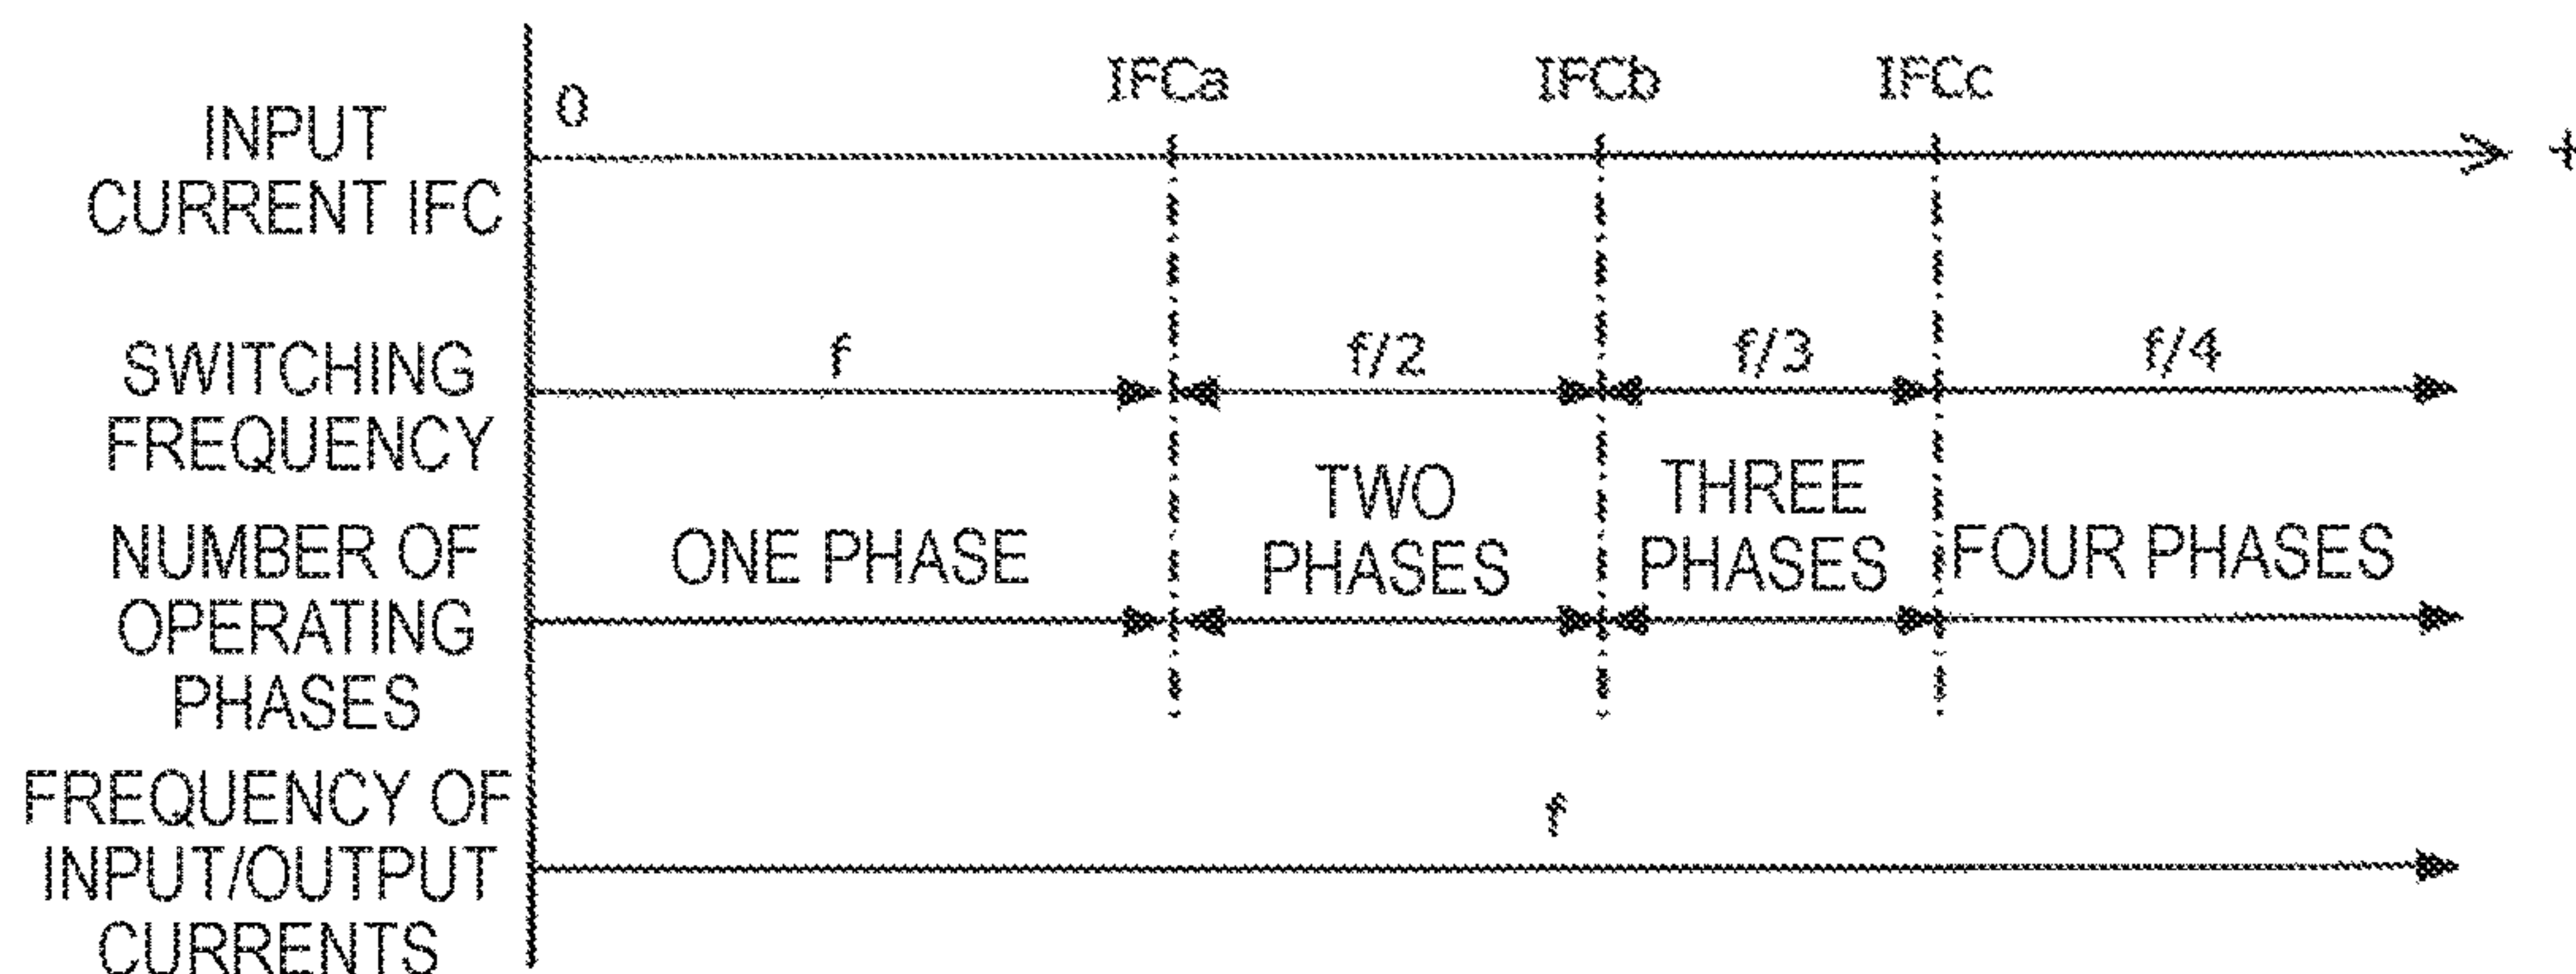 0
IFCa
IFCb
IFCc
INPUT
CURRENT IFC
+
SWITCHING
FREQUENCY
f
f/2
f/3
f/4
NUMBER OF
OPERATING
PHASES
ONE PHASE
TWO
PHASES
THREE
PHASES
FOUR PHASES
FREQUENCY OF
INPUT/OUTPUT
CURRENTS
f